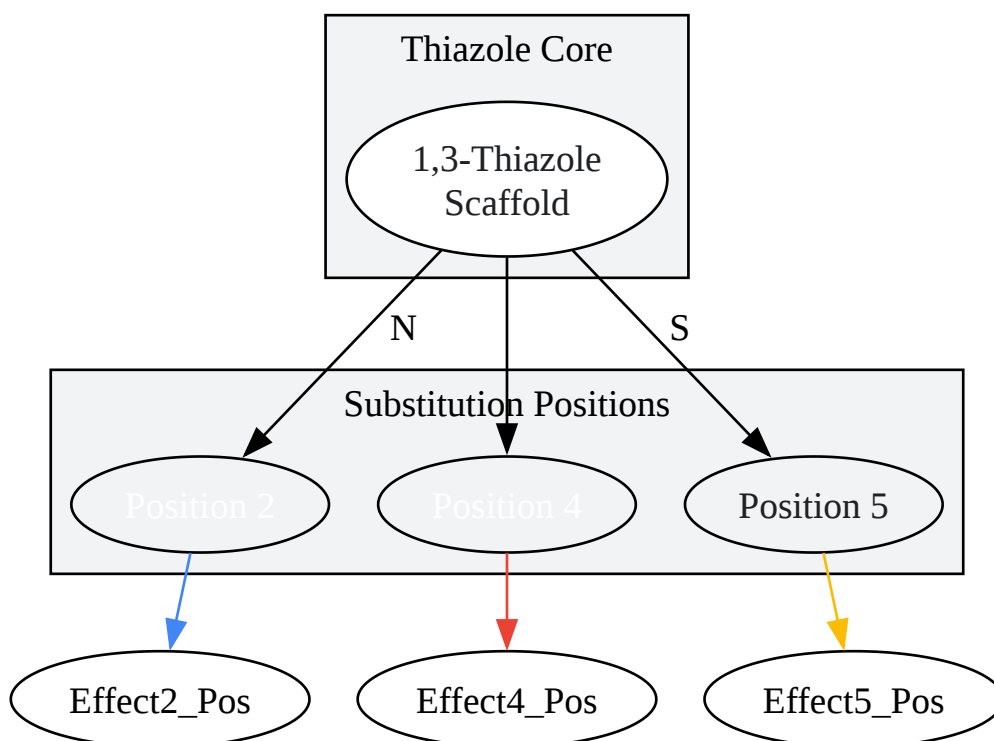 Thiazole Core
1,3-Thiazole
Scaffold
N
S
Substitution Positions
Position 2
Position 4
Position 5
Effect2_Pos
Effect4_Pos
Effect5_Pos